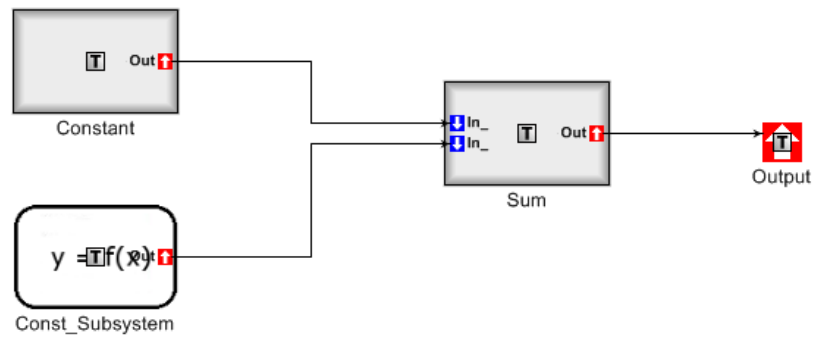 T Out
Constant
In_
In_
T Out
Sum
T
Output
y = T f(x) Out
Const_Subsystem